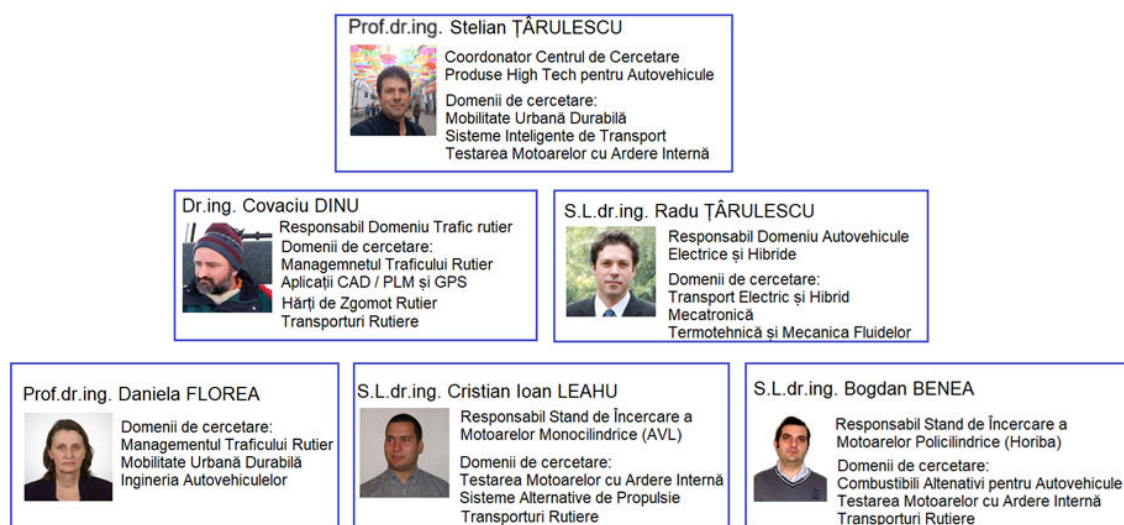 Prof.dr.ing. Stelian ȚÂRULESCU
Coordonator Centrul de Cercetare
Produse High Tech pentru Autovehicule
Domenii de cercetare:
Mobilitate Urbană Durabilă
Sisteme Inteligente de Transport
Testarea Motoarelor cu Ardere Internă
Dr.ing. Covaciu DINU
Responsabil Domeniu Trafic rutier
Domenii de cercetare:
Managemnetul Traficului Rutier
Aplicații CAD / PLM și GPS
Hărți de Zgomot Rutier
Transporturi Rutiere
S.L.dr.ing. Radu ȚÂRULESCU
Responsabil Domeniu Autovehicule
Electrice și Hibride
Domenii de cercetare:
Transport Electric și Hibrid
Mecatronică
Termotehnică și Mecanica Fluidelor
Prof.dr.ing. Daniela FLOREA
Domenii de cercetare:
Managementul Traficului Rutier
Mobilitate Urbană Durabilă
Ingineria Autovehiculelor
S.L.dr.ing. Cristian Ioan LEAHU
Responsabil Stand de Încercare a
Motoarelor Monocilindrice (AVL)
Domenii de cercetare:
Testarea Motoarelor cu Ardere Internă
Sisteme Alternative de Propulsie
Transporturi Rutiere
S.L.dr.ing. Bogdan BENEA
Responsabil Stand de Încercare a
Motoarelor Policilindrice (Horiba)
Domenii de cercetare:
Combustibili Altenativi pentru Autovehicule
Testarea Motoarelor cu Ardere Internă
Transporturi Rutiere